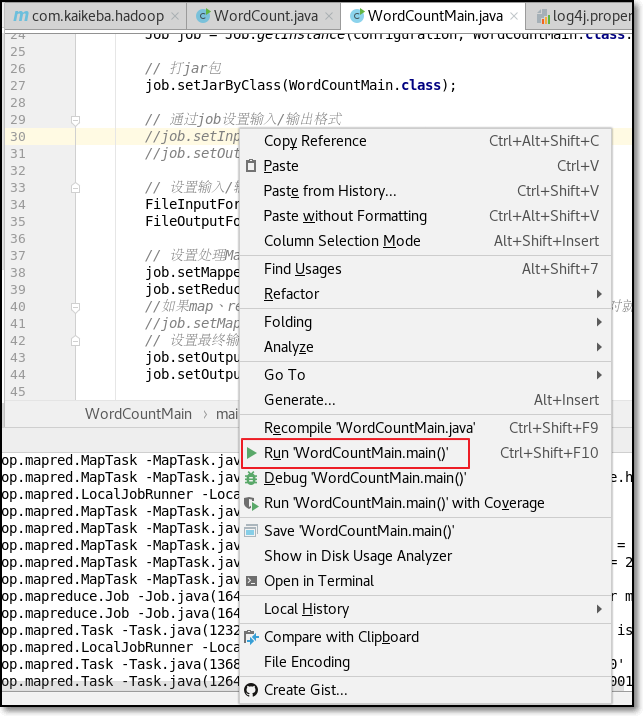 com.kaikeba.hadoop
WordCount.java
WordCountMain.java
log4j.proper
24 Job job = Job.getInstance(configuration, WordCountMain.class.
25
26 // 打jar包
27 job.setJarByClass(WordCountMain.class);
28
29 // 通过job设置输入/输出格式
30 //job.setInp
31 //job.setOut
32
33 // 设置输入/输
34 FileInputFor
35 FileOutputFo
36
37 // 设置处理Ma
38 job.setMappe
39 job.setReduc
40 //如果map、re 时就
41 //job.setMap
42 // 设置最终输
43 job.setOutpu
44 job.setOutpu
45
Copy Reference Ctrl+Alt+Shift+C
Paste Ctrl+V
Paste from History... Ctrl+Shift+V
Paste without Formatting Ctrl+Alt+Shift+V
Column Selection Mode Alt+Shift+Insert
Find Usages Alt+Shift+7
Refactor
Folding
Analyze
Go To
Generate... Alt+Insert
Recompile 'WordCountMain.java' Ctrl+Shift+F9
Run 'WordCountMain.main()' Ctrl+Shift+F10
Debug 'WordCountMain.main()'
Run 'WordCountMain.main()' with Coverage
Save 'WordCountMain.main()'
Show in Disk Usage Analyzer
Open in Terminal
Local History
Compare with Clipboard
File Encoding
Create Gist...
WordCountMain › mai
op.mapred.MapTask -MapTask.jav
op.mapred.MapTask -MapTask.jav e.h
op.mapred.LocalJobRunner -Loca
op.mapred.MapTask -MapTask.jav
op.mapred.MapTask -MapTask.jav
op.mapred.MapTask -MapTask.jav =
op.mapred.MapTask -MapTask.jav = 2
op.mapred.MapTask -MapTask.jav
op.mapreduce.Job -Job.java(164 r m
op.mapreduce.Job -Job.java(164
op.mapred.Task -Task.java(1232 is
op.mapred.LocalJobRunner -Loca
op.mapred.Task -Task.java(1368 0'
op.mapred.Task -Task.java(1264 001